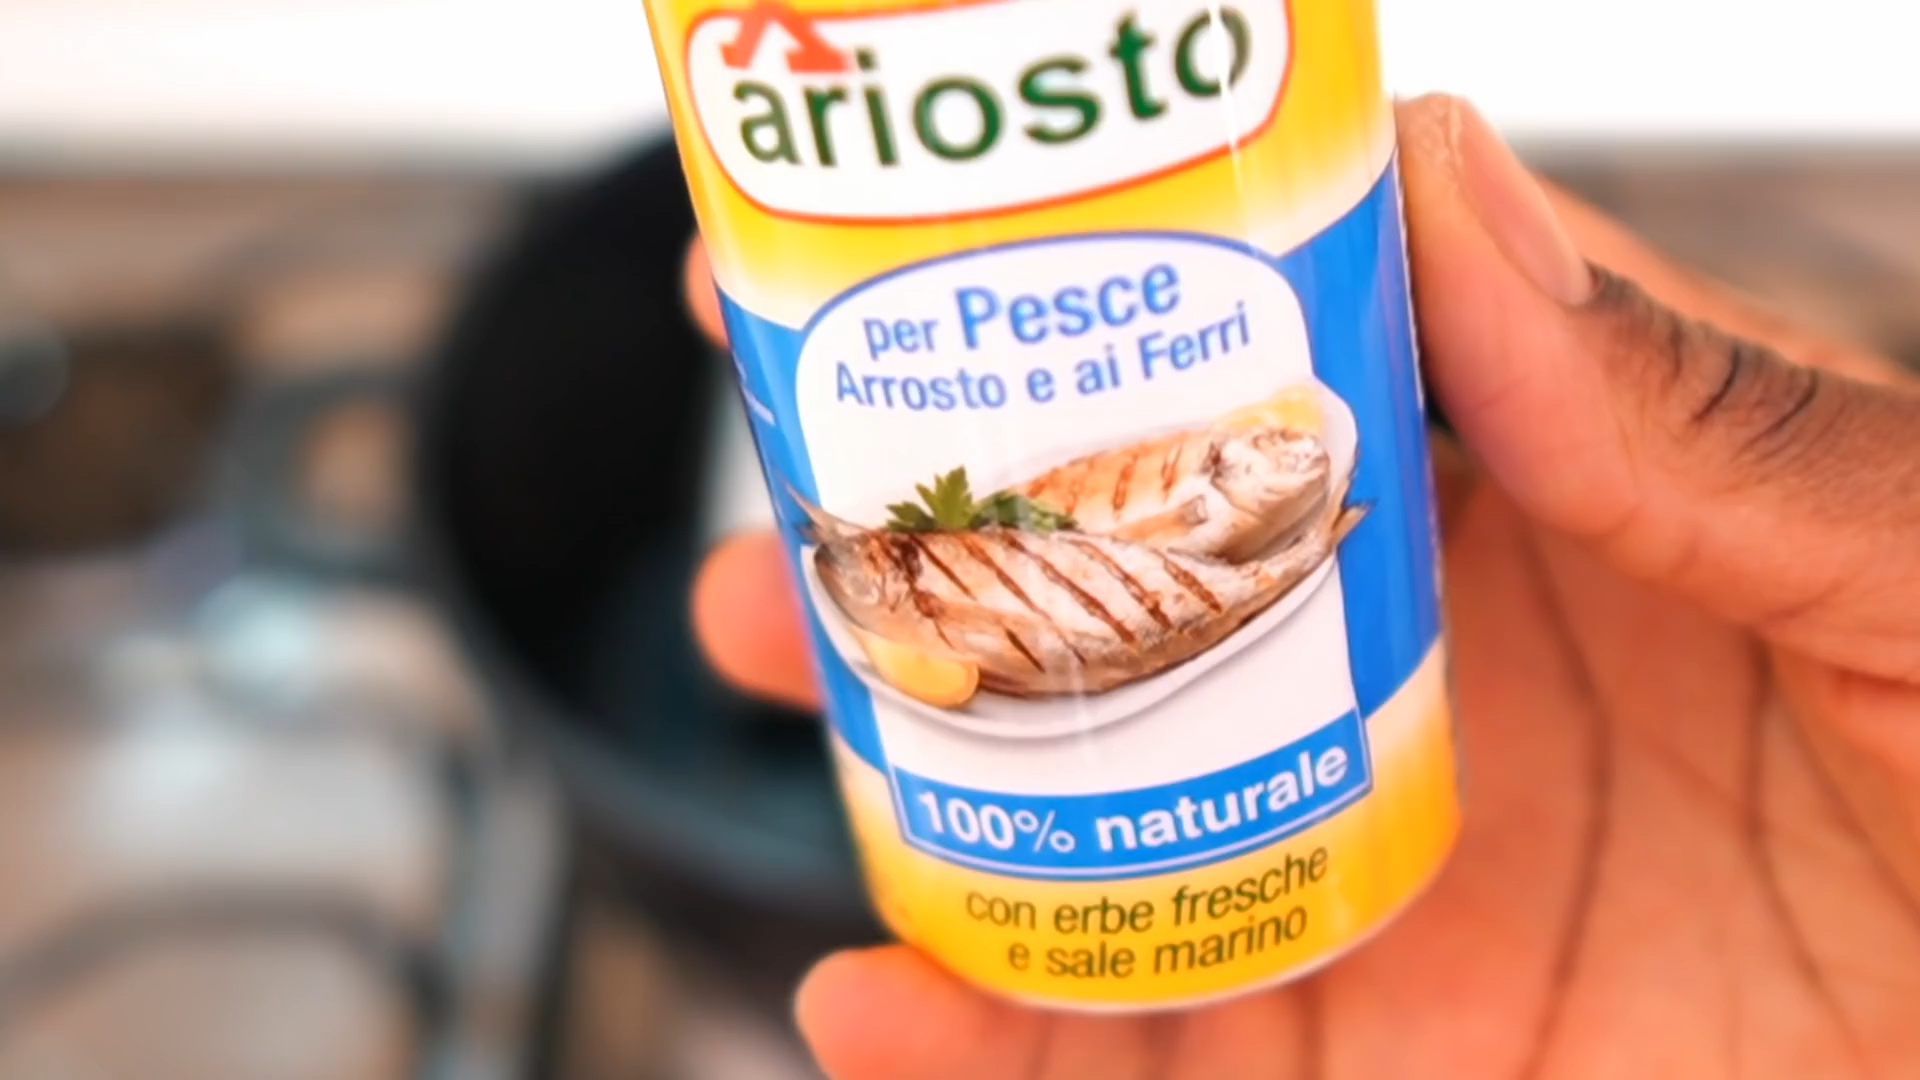 ariosto
per Pesce
Arrosto e ai Ferri
100% naturale
con erbe fresche
e sale marino